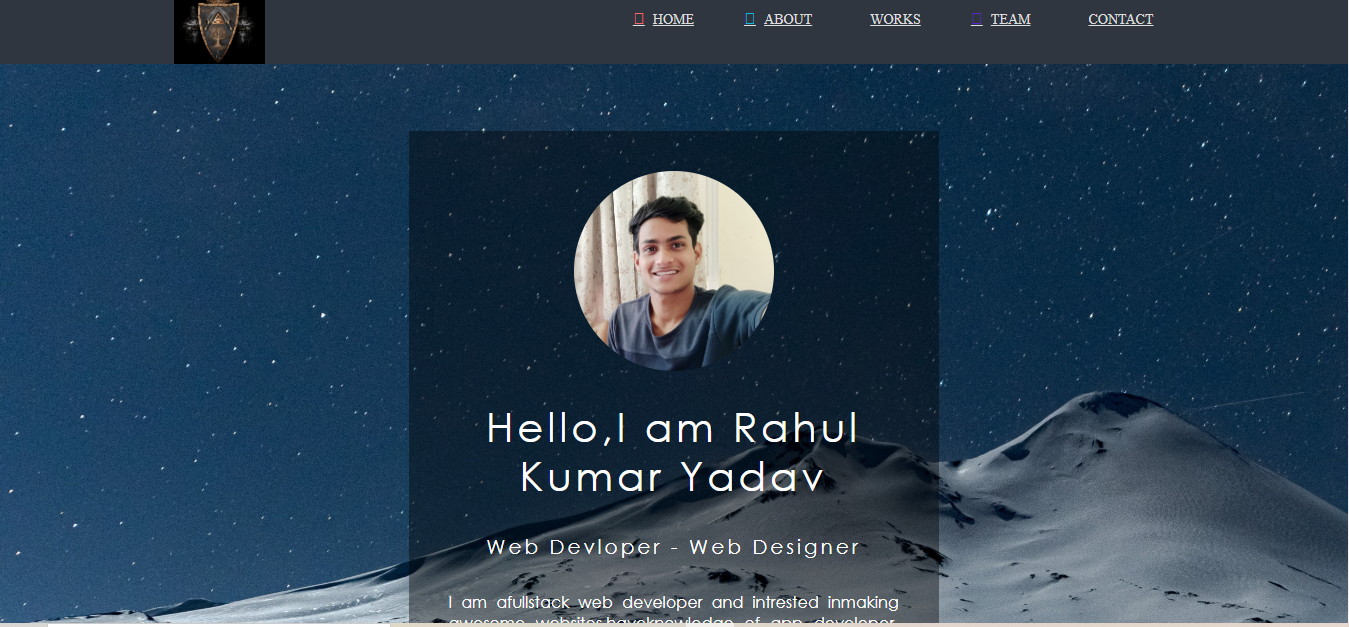 HOME ABOUT WORKS TEAM CONTACT
Hello,I am Rahul
Kumar Yadav
Web Devloper - Web Designer
I am afullstack web developer and intrested inmaking
awesome websites,haveknowledge of app developer,